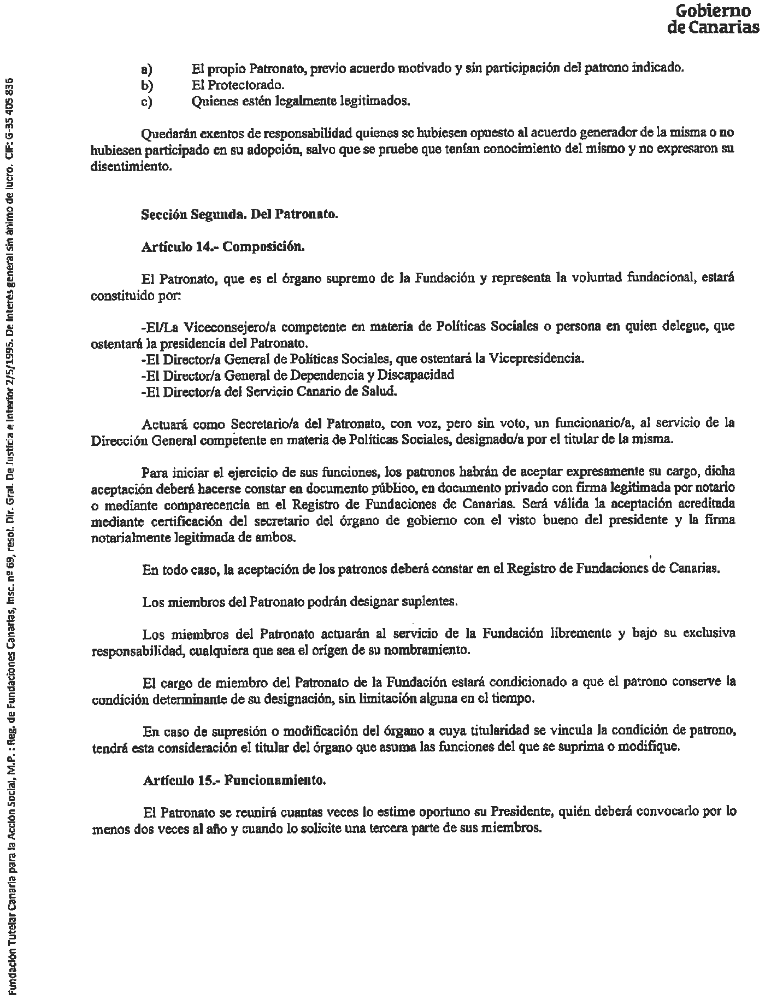 Gobierno
de Canarias
a) El propio Patronato, previo acuerdo motivado y sin participación del patrono indicado.
b) El Protectorado.
c) Quienes estén legalmente legitimados.
Quedarán exentos de responsabilidad quienes se hubiesen opuesto al acuerdo generador de la misma o no
hubiesen participado en su adopción, salvo que se pruebe que tenían conocimiento del mismo y no expresaron su
disentimiento.
Sección Segunda. Del Patronato.
Artículo 14.- Composición.
El Patronato, que es el órgano supremo de la Fundación y representa la voluntad fundacional, estará
constituido por:
-El/La Viceconsejero/a competente en materia de Políticas Sociales o persona en quien delegue, que
ostentará la presidencia del Patronato.
-El Director/a General de Políticas Sociales, que ostentará la Vicepresidencia.
-El Director/a General de Dependencia y Discapacidad
-El Director/a del Servicio Canario de Salud.
Actuará como Secretario/a del Patronato, con voz, pero sin voto, un funcionario/a, al servicio de la
Dirección General competente en materia de Políticas Sociales, designado/a por el titular de la misma.
Para iniciar el ejercicio de sus funciones, los patronos habrán de aceptar expresamente su cargo, dicha
aceptación deberá hacerse constar en documento público, en documento privado con firma legitimada por notario
o mediante comparecencia en el Registro de Fundaciones de Canarias. Será válida la aceptación acreditada
mediante certificación del secretario del órgano de gobierno con el visto bueno del presidente y la firma
notarialmente legitimada de ambos.
En todo caso, la aceptación de los patronos deberá constar en el Registro de Fundaciones de Canarias.
Los miembros del Patronato podrán designar suplentes.
Los miembros del Patronato actuarán al servicio de la Fundación libremente y bajo su exclusiva
responsabilidad, cualquiera que sea el origen de su nombramiento.
El cargo de miembro del Patronato de la Fundación estará condicionado a que el patrono conserve la
condición determinante de su designación, sin limitación alguna en el tiempo.
En caso de supresión o modificación del órgano a cuya titularidad se vincula la condición de patrono,
tendrá esta consideración el titular del órgano que asuma las funciones del que se suprima o modifique.
Artículo 15.- Funcionamiento.
El Patronato se reunirá cuantas veces lo estime oportuno su Presidente, quién deberá convocarlo por lo
menos dos veces al año y cuando lo solicite una tercera parte de sus miembros.
Fundación Tutelar Canaria para la Acción Social, M.P. : Reg. de Fundaciones Canarias, Insc. nº 69, resol. Dir. Gral. De Justicia e Interior 2/5/1995. De Interés general sin ánimo de lucro. CIF: G-35 405 836